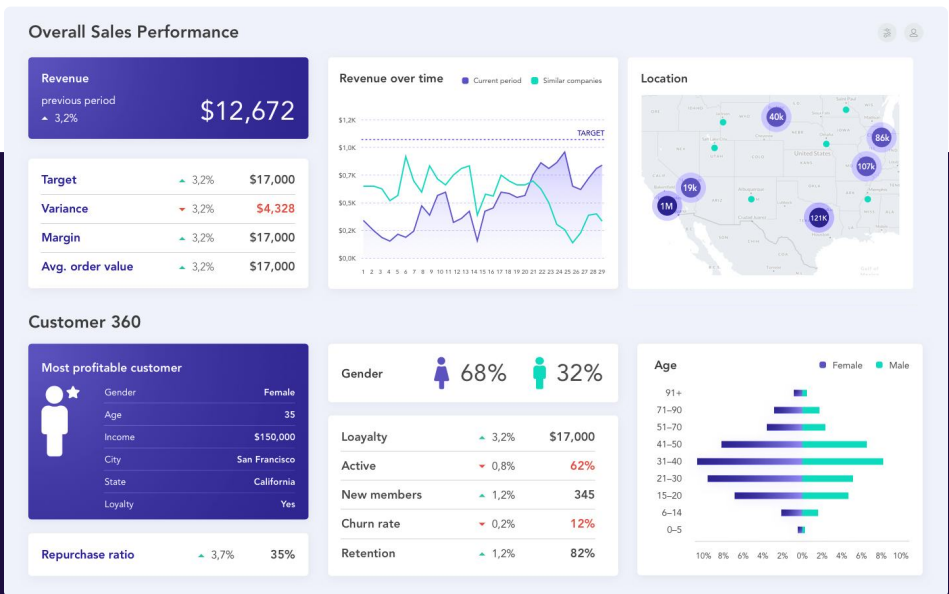 Overall Sales Performance
Revenue
previous period
3,2%
$12,672
Target 3,2% $17,000
Variance 3,2% $4,328
Margin 3,2% $17,000
Avg. order value 3,2% $17,000
Revenue over time
Current period
Similar companies
TARGET
$1,2K
$1,0K
$0,7K
$0,5K
$0,2K
$0,0K
1 2 3 4 5 6 7 8 9 10 11 12 13 14 15 16 17 18 19 20 21 22 23 24 25 26 27 28 29
Location
40k
86k
107k
19k
1M
121K
United States
Customer 360
Most profitable customer
Gender Female
Age 35
Income $150,000
City San Francisco
State California
Loyalty Yes
Repurchase ratio 3,7% 35%
Gender 68% 32%
Loayalty 3,2% $17,000
Active 0,8% 62%
New members 1,2% 345
Churn rate 0,2% 12%
Retention 1,2% 82%
Age
Female
Male
91+
71–90
51–70
41–50
31–40
21–30
15–20
6–14
0–5
10% 8% 6% 4% 2% 0% 2% 4% 6% 8% 10%